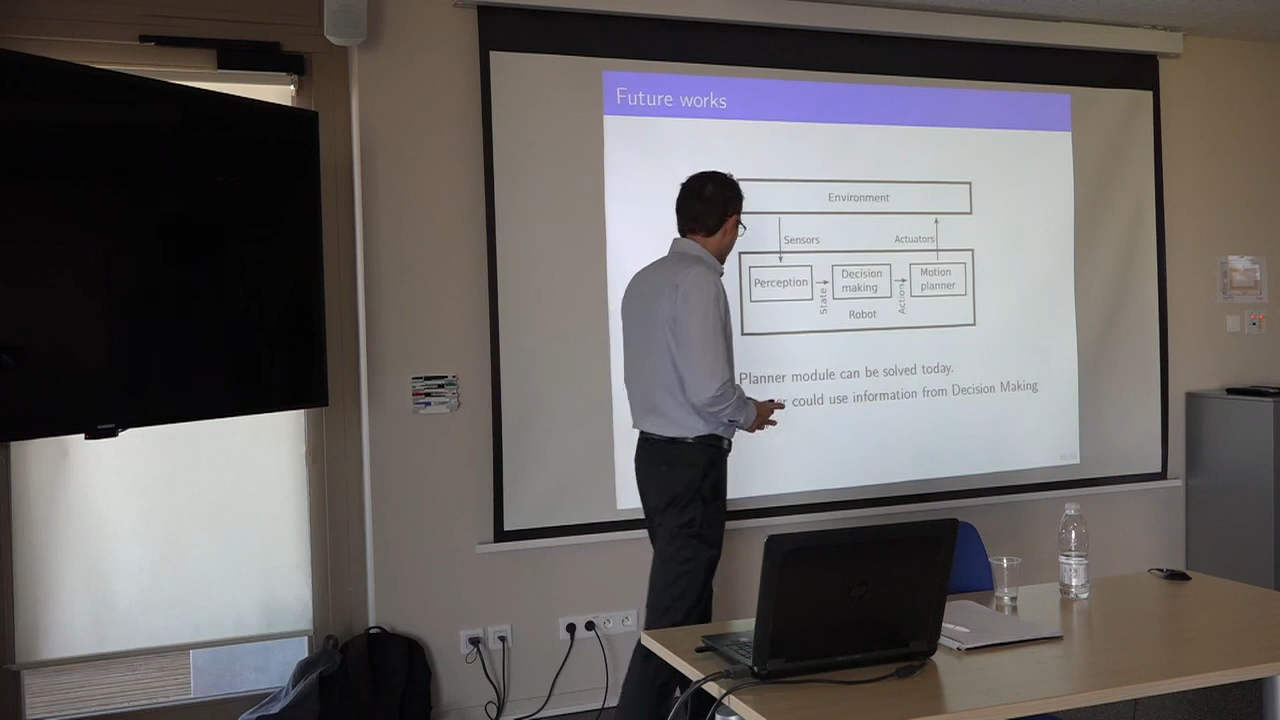 Future works
Environment
Sensors
Actuators
Perception
State
Decision
making
Action
Motion
planner
Robot
Planner module can be solved today.
could use information from Decision Making
hp